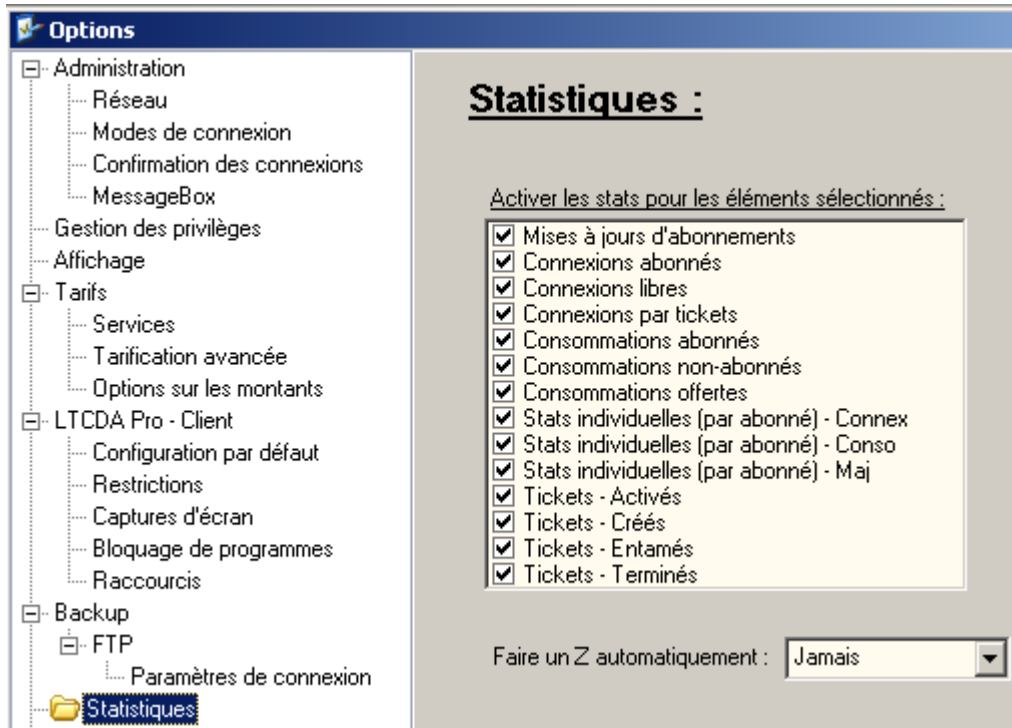 Options
Administration
Réseau
Modes de connexion
Confirmation des connexions
MessageBox
Gestion des privilèges
Affichage
Tarifs
Services
Tarification avancée
Options sur les montants
LTCDA Pro - Client
Configuration par défaut
Restrictions
Captures d'écran
Bloquage de programmes
Raccourcis
Backup
FTP
Paramètres de connexion
Statistiques
Statistiques :
Activer les stats pour les éléments sélectionnés :
Mises à jours d'abonnements
Connexions abonnés
Connexions libres
Connexions par tickets
Consommations abonnés
Consommations non-abonnés
Consommations offertes
Stats individuelles (par abonné) - Connex
Stats individuelles (par abonné) - Conso
Stats individuelles (par abonné) - Maj
Tickets - Activés
Tickets - Créés
Tickets - Entamés
Tickets - Terminés
Faire un Z automatiquement : Jamais